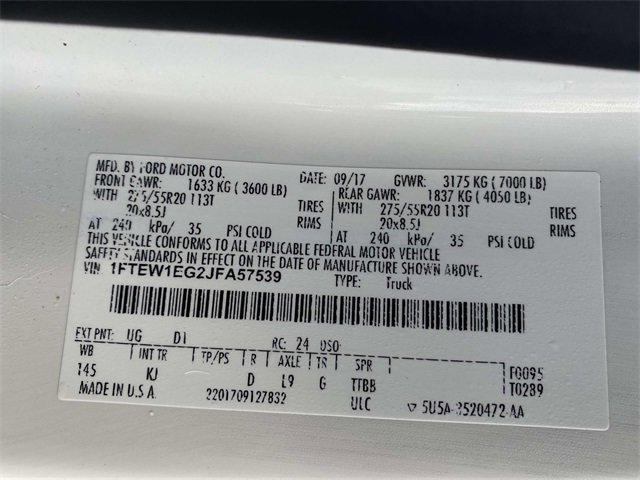 MFD. BY FORD MOTOR CO. DATE: 09/17 GVWR: 3175 KG ( 7000 LB)
FRONT GAWR: 1633 KG ( 3600 LB) REAR GAWR: 1837 KG ( 4050 LB)
WITH 275/55R20 113T TIRES WITH 275/55R20 113T TIRES
20x8.5J RIMS 20x8.5J RIMS
AT 240 kPa/ 35 PSI COLD AT 240 kPa/ 35 PSI COLD
THIS VEHICLE CONFORMS TO ALL APPLICABLE FEDERAL MOTOR VEHICLE
STANDARDS IN EFFECT ON THE DATE OF MANUFACTURE SHOWN ABOVE.
VIN 1FTEW1EG2JFA57539 TYPE: Truck
EXT PNT: UG D1 RC: 24 DSO:
WB INT TR TP/PS R AXLE TR SPR F0095
145 KJ D L9 G TTBB T0289
MADE IN U.S.A. 2201709127832 ULC 5U5A-3520472-AA